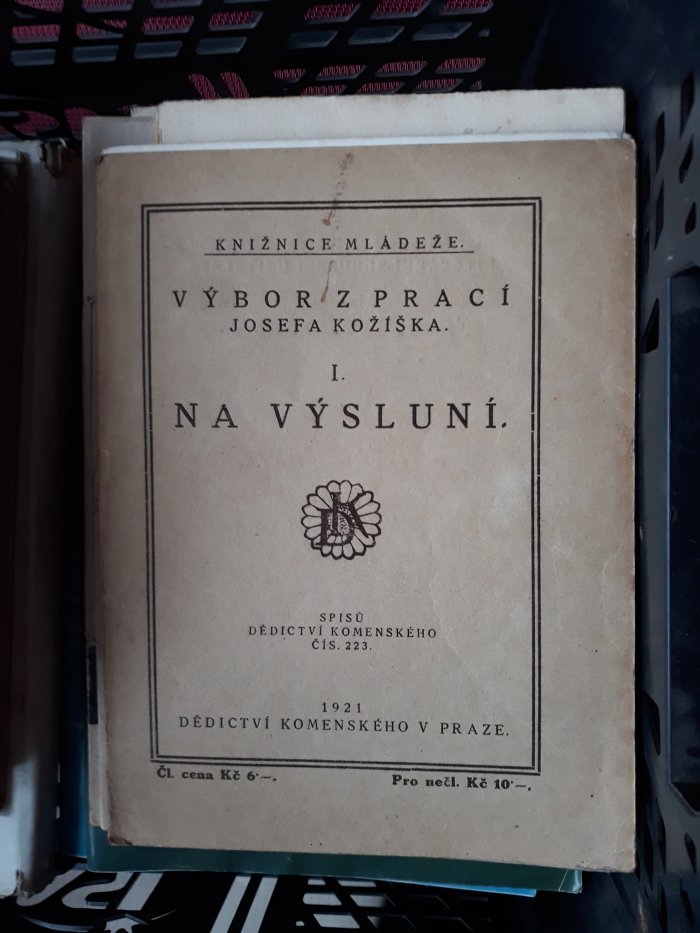 KNIŽNICE MLÁDEŽE.
VÝBOR Z PRACÍ
JOSEFA KOŽÍŠKA.
I.
NA VÝSLUNÍ.
DK
SPISŮ
DĚDICTVÍ KOMENSKÉHO
ČÍS. 223.
1921
DĚDICTVÍ KOMENSKÉHO V PRAZE.
Čl. cena Kč 6·—.
Pro nečl. Kč 10·—.